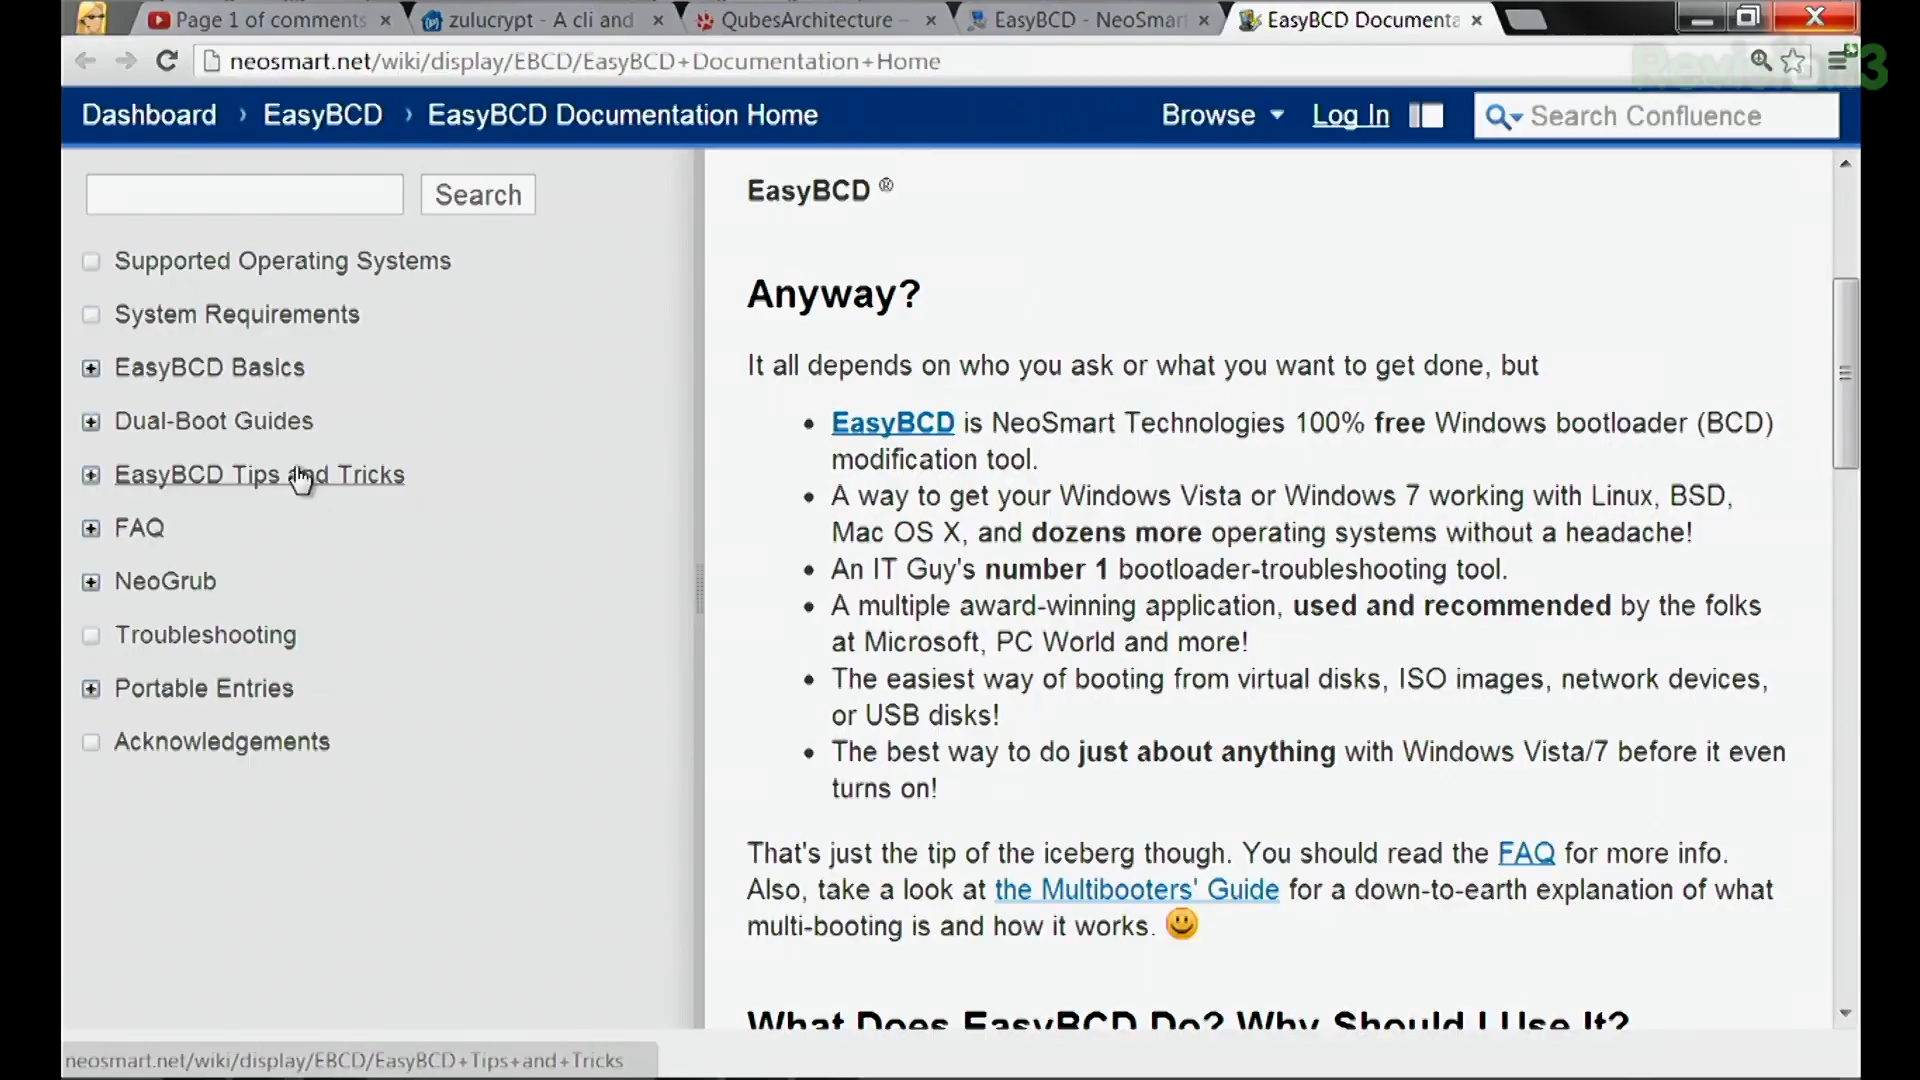 Page 1 of comments
zulucrypt - A cli and
QubesArchitecture –
EasyBCD - NeoSmart
EasyBCD Documenta
neosmart.net/wiki/display/EBCD/EasyBCD+Documentation+Home
Revision3
Dashboard › EasyBCD › EasyBCD Documentation Home
Browse
Log In
Search Confluence
Search
Supported Operating Systems
System Requirements
EasyBCD Basics
Dual-Boot Guides
EasyBCD Tips and Tricks
FAQ
NeoGrub
Troubleshooting
Portable Entries
Acknowledgements
EasyBCD ®
Anyway?
It all depends on who you ask or what you want to get done, but
• EasyBCD is NeoSmart Technologies 100% free Windows bootloader (BCD)
modification tool.
• A way to get your Windows Vista or Windows 7 working with Linux, BSD,
Mac OS X, and dozens more operating systems without a headache!
• An IT Guy's number 1 bootloader-troubleshooting tool.
• A multiple award-winning application, used and recommended by the folks
at Microsoft, PC World and more!
• The easiest way of booting from virtual disks, ISO images, network devices,
or USB disks!
• The best way to do just about anything with Windows Vista/7 before it even
turns on!
That's just the tip of the iceberg though. You should read the FAQ for more info.
Also, take a look at the Multibooters' Guide for a down-to-earth explanation of what
multi-booting is and how it works.
What Does EasyBCD Do? Why Should I Use It?
neosmart.net/wiki/display/EBCD/EasyBCD+Tips+and+Tricks